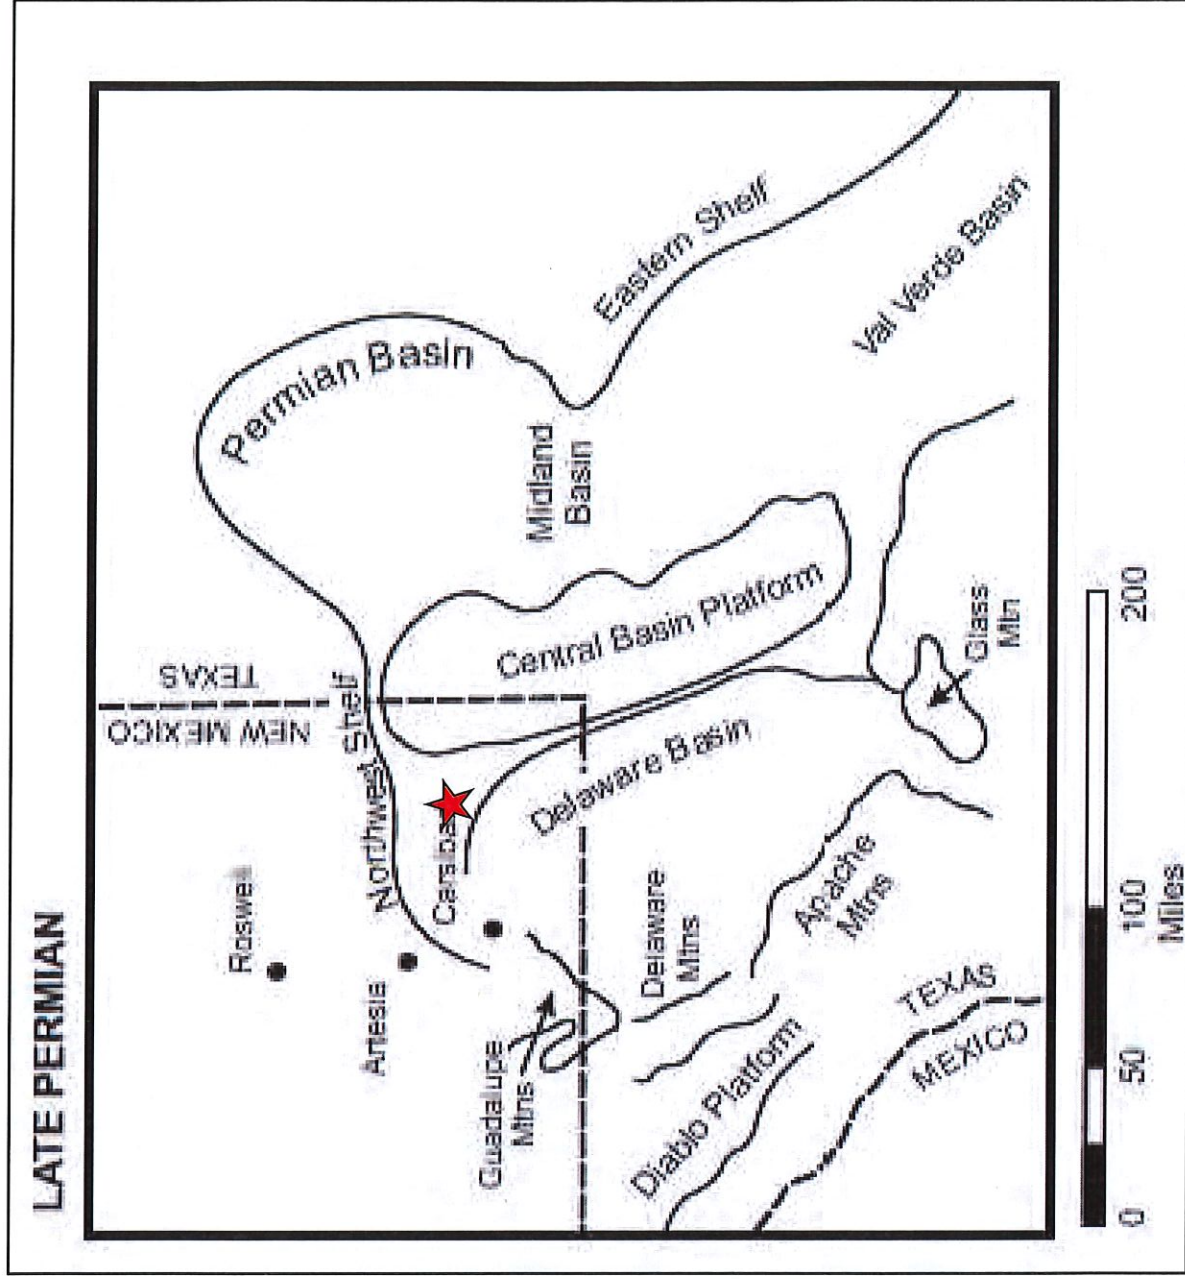 LATE PERMIAN
Roswell
Artesia
NEW MEXICO
TEXAS
Northwest Shelf
Permian Basin
Guadalupe
Mtns
Midland
Basin
Eastern Shelf
Central Basin Platform
Delaware Basin
Delaware
Mtns
Val Verde Basin
Diablo Platform
Apache
Mtns
Glass
Mtn
TEXAS
MEXICO
0
50
100
200
Miles